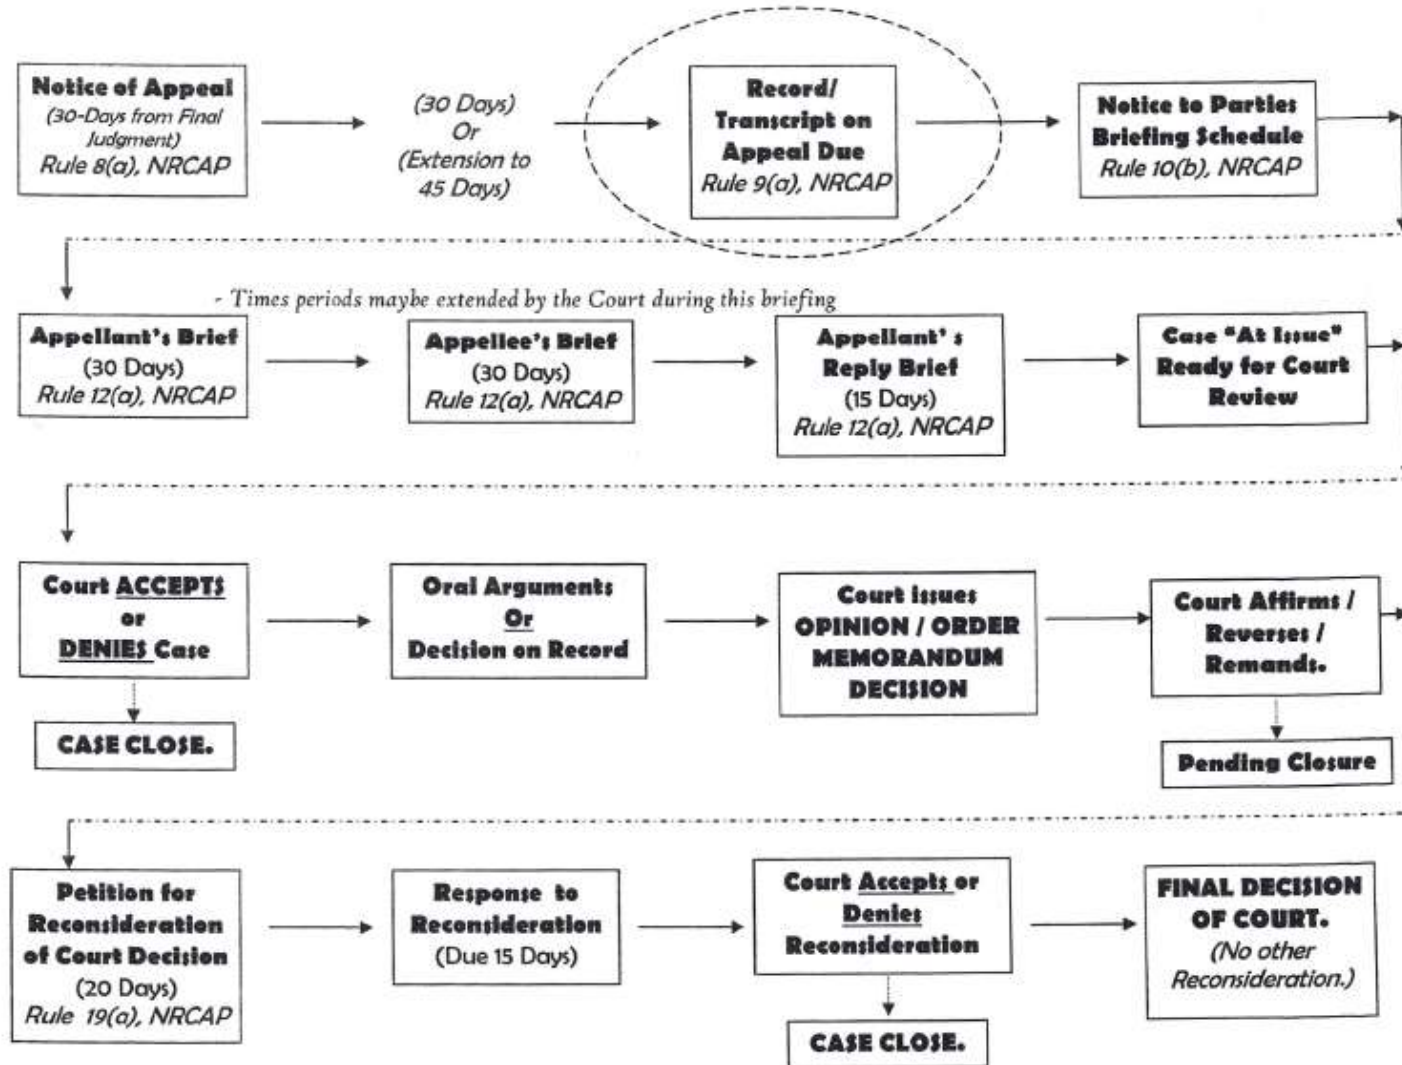 Notice of Appeal
(30-Days from Final
Judgment)
Rule 8(a), NRCAP
(30 Days)
Or
(Extension to
45 Days)
Record/
Transcript on
Appeal Due
Rule 9(a), NRCAP
Notice to Parties
Briefing Schedule
Rule 10(b), NRCAP
- Times periods maybe extended by the Court during this briefing
Appellant's Brief
(30 Days)
Rule 12(a), NRCAP
Appellee's Brief
(30 Days)
Rule 12(a), NRCAP
Appellant' s
Reply Brief
(15 Days)
Rule 12(a), NRCAP
Case "At Issue"
Ready for Court
Review
Court ACCEPTS
or
DENIES Case
CASE CLOSE.
Oral Arguments
Or
Decision on Record
Court issues
OPINION / ORDER
MEMORANDUM
DECISION
Court Affirms /
Reverses /
Remands.
Pending Closure
Petition for
Reconsideration
of Court Decision
(20 Days)
Rule 19(a), NRCAP
Response to
Reconsideration
(Due 15 Days)
Court Accepts or
Denies
Reconsideration
CASE CLOSE.
FINAL DECISION
OF COURT.
(No other
Reconsideration.)